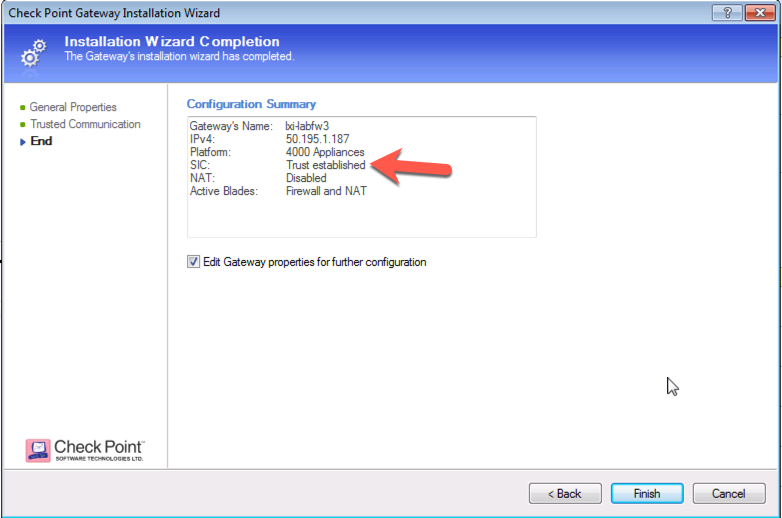 Check Point Gateway Installation Wizard
Installation Wizard Completion
The Gateway's installation wizard has completed.
General Properties
Trusted Communication
End
Configuration Summary
Gateway's Name: lxi-labfw3
IPv4: 50.195.1.187
Platform: 4000 Appliances
SIC: Trust established
NAT: Disabled
Active Blades: Firewall and NAT
Edit Gateway properties for further configuration
Check Point
SOFTWARE TECHNOLOGIES LTD.
< Back Finish Cancel